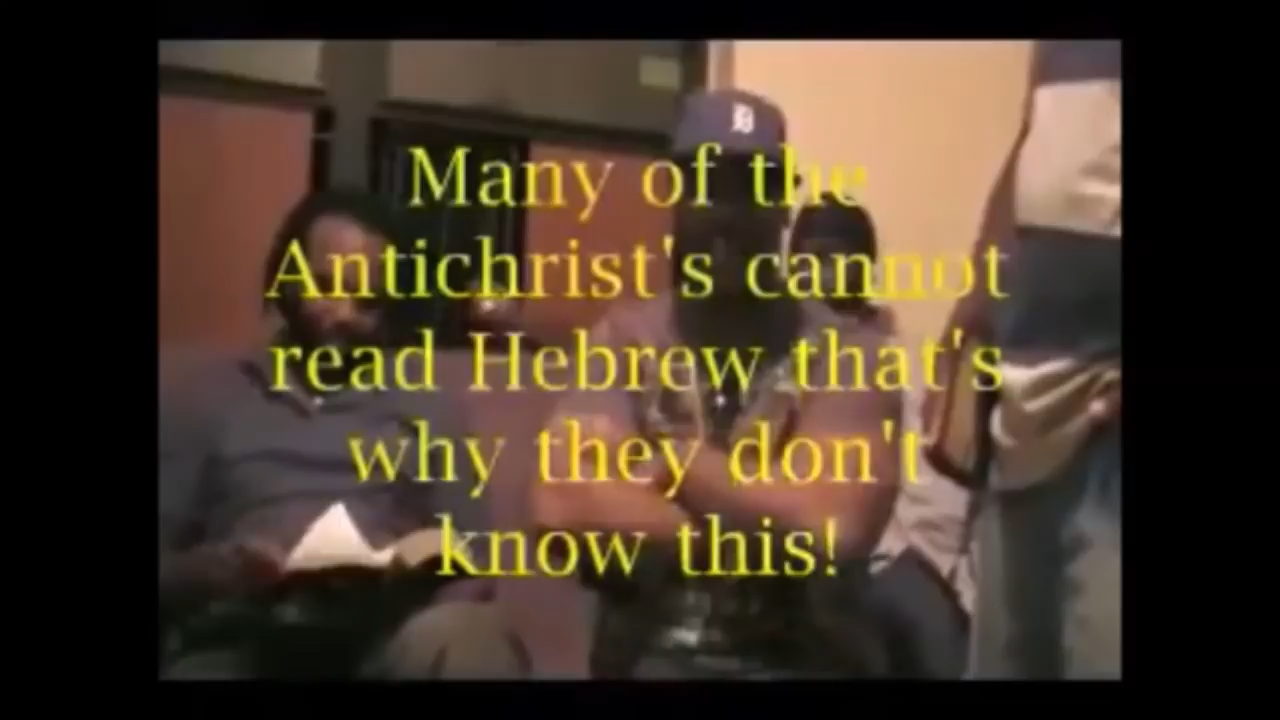 Many of the
Antichrist's cannot
read Hebrew that's
why they don't
know this!